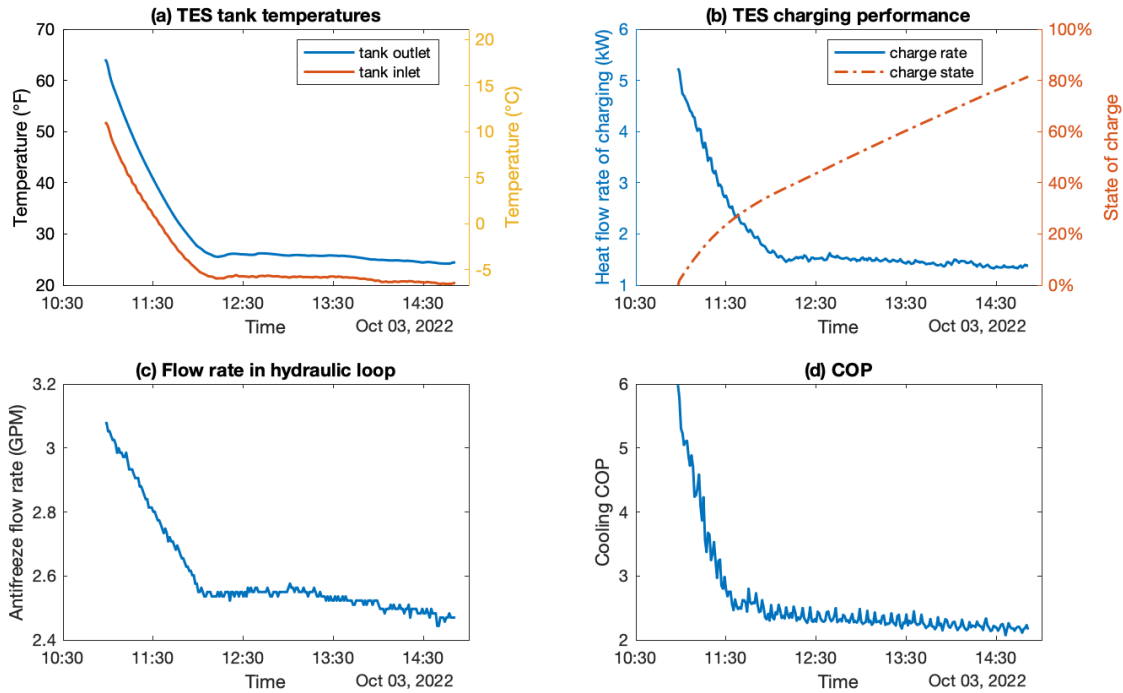 (a) TES tank temperatures
70
60
50
40
30
20
Temperature (°F)
20
15
10
5
0
-5
Temperature (°C)
tank outlet
tank inlet
10:30 11:30 12:30 13:30 14:30
Time
Oct 03, 2022
(b) TES charging performance
6
5
4
3
2
1
Heat flow rate of charging (kW)
100%
80%
60%
40%
20%
0%
State of charge
charge rate
charge state
10:30 11:30 12:30 13:30 14:30
Time
Oct 03, 2022
(c) Flow rate in hydraulic loop
3.2
3
2.8
2.6
2.4
Antifreeze flow rate (GPM)
10:30 11:30 12:30 13:30 14:30
Time
Oct 03, 2022
(d) COP
6
5
4
3
2
Cooling COP
10:30 11:30 12:30 13:30 14:30
Time
Oct 03, 2022